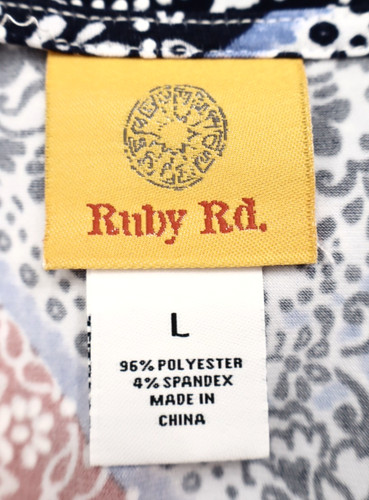 Ruby Rd.
L
96% POLYESTER
4% SPANDEX
MADE IN
CHINA